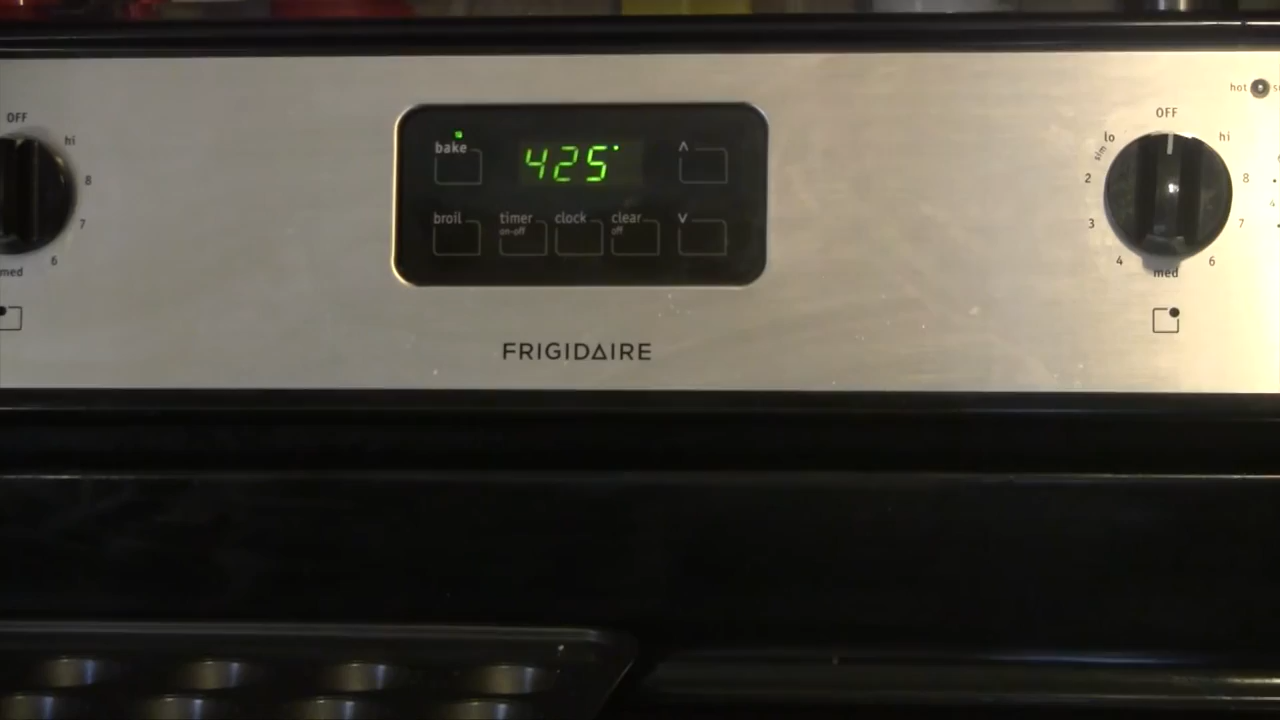 OFF
hi
8
7
6
med
bake
425°
^
broil
timer
on-off
clock
clear
off
v
FRIGIDAIRE
hot
OFF
lo
hi
sim
2
8
3
7
4
6
med